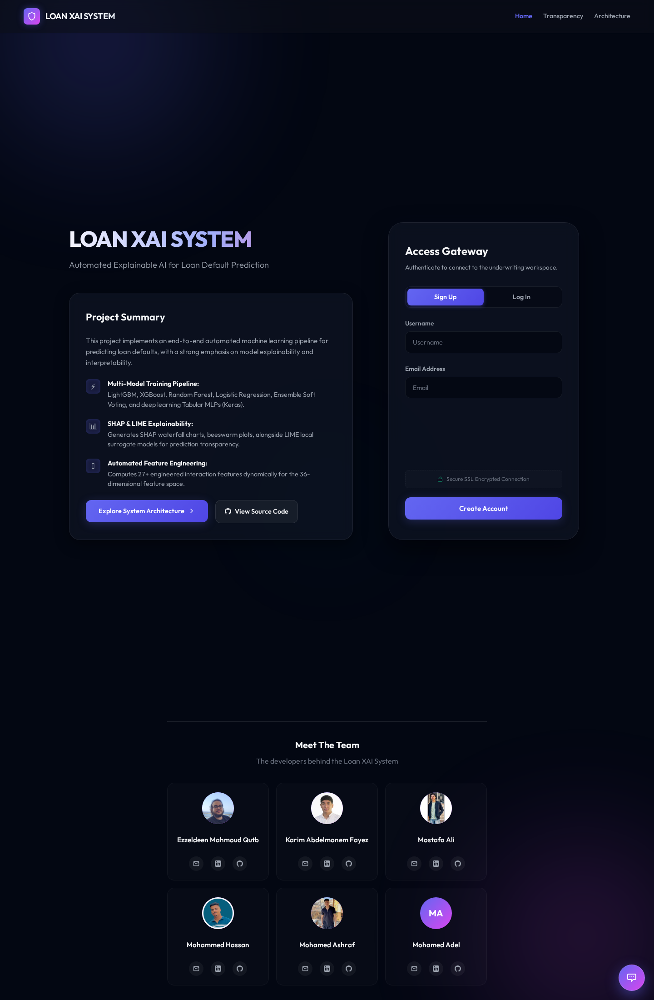 LOAN XAI SYSTEM
Home
Transparency
Architecture
LOAN XAI SYSTEM
Automated Explainable AI for Loan Default Prediction
Project Summary
This project implements an end-to-end automated machine learning pipeline for
predicting loan defaults, with a strong emphasis on model explainability and
interpretability.
Multi-Model Training Pipeline:
LightGBM, XGBoost, Random Forest, Logistic Regression, Ensemble Soft
Voting, and deep learning Tabular MLPs (Keras).
SHAP & LIME Explainability:
Generates SHAP waterfall charts, beeswarm plots, alongside LIME local
surrogate models for prediction transparency.
Automated Feature Engineering:
Computes 27+ engineered interaction features dynamically for the 36-
dimensional feature space.
Explore System Architecture
View Source Code
Access Gateway
Authenticate to connect to the underwriting workspace.
Sign Up
Log In
Username
Username
Email Address
Email
Secure SSL Encrypted Connection
Create Account
Meet The Team
The developers behind the Loan XAI System
Ezzeldeen Mahmoud Qutb
Karim Abdelmonem Fayez
Mostafa Ali
Mohammed Hassan
Mohamed Ashraf
MA
Mohamed Adel